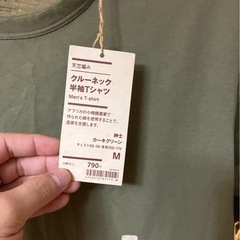 天竺編み
クルーネック
半袖Tシャツ
Men's T-shirt
アフリカの小規模農家で
作られた綿を使用することで、
農家を支援します。
紳士
カーキグリーン
M
790